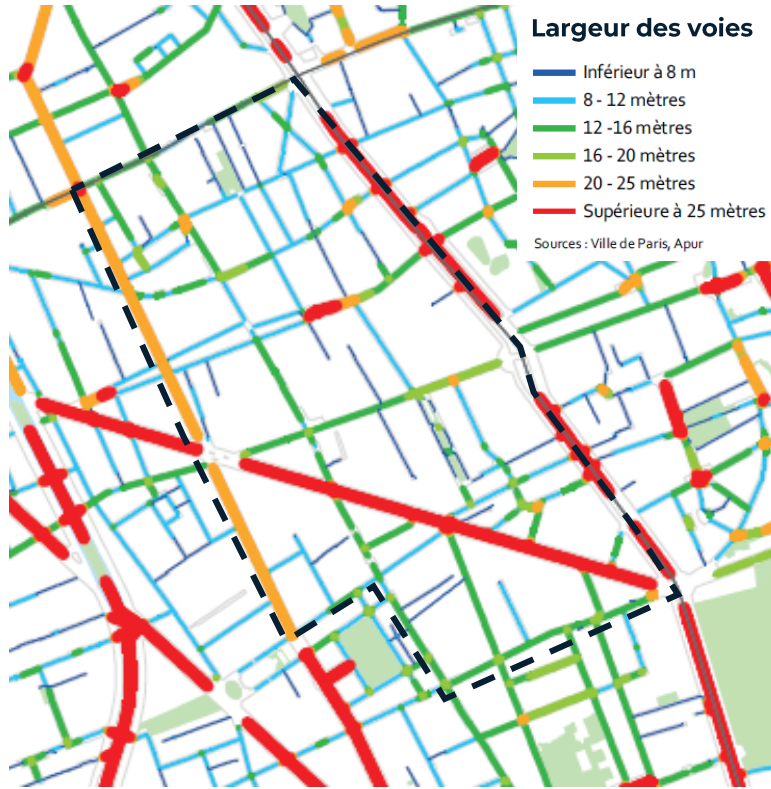 Largeur des voies
Inférieur à 8 m
8 - 12 mètres
12 -16 mètres
16 - 20 mètres
20 - 25 mètres
Supérieure à 25 mètres
Sources : Ville de Paris, Apur